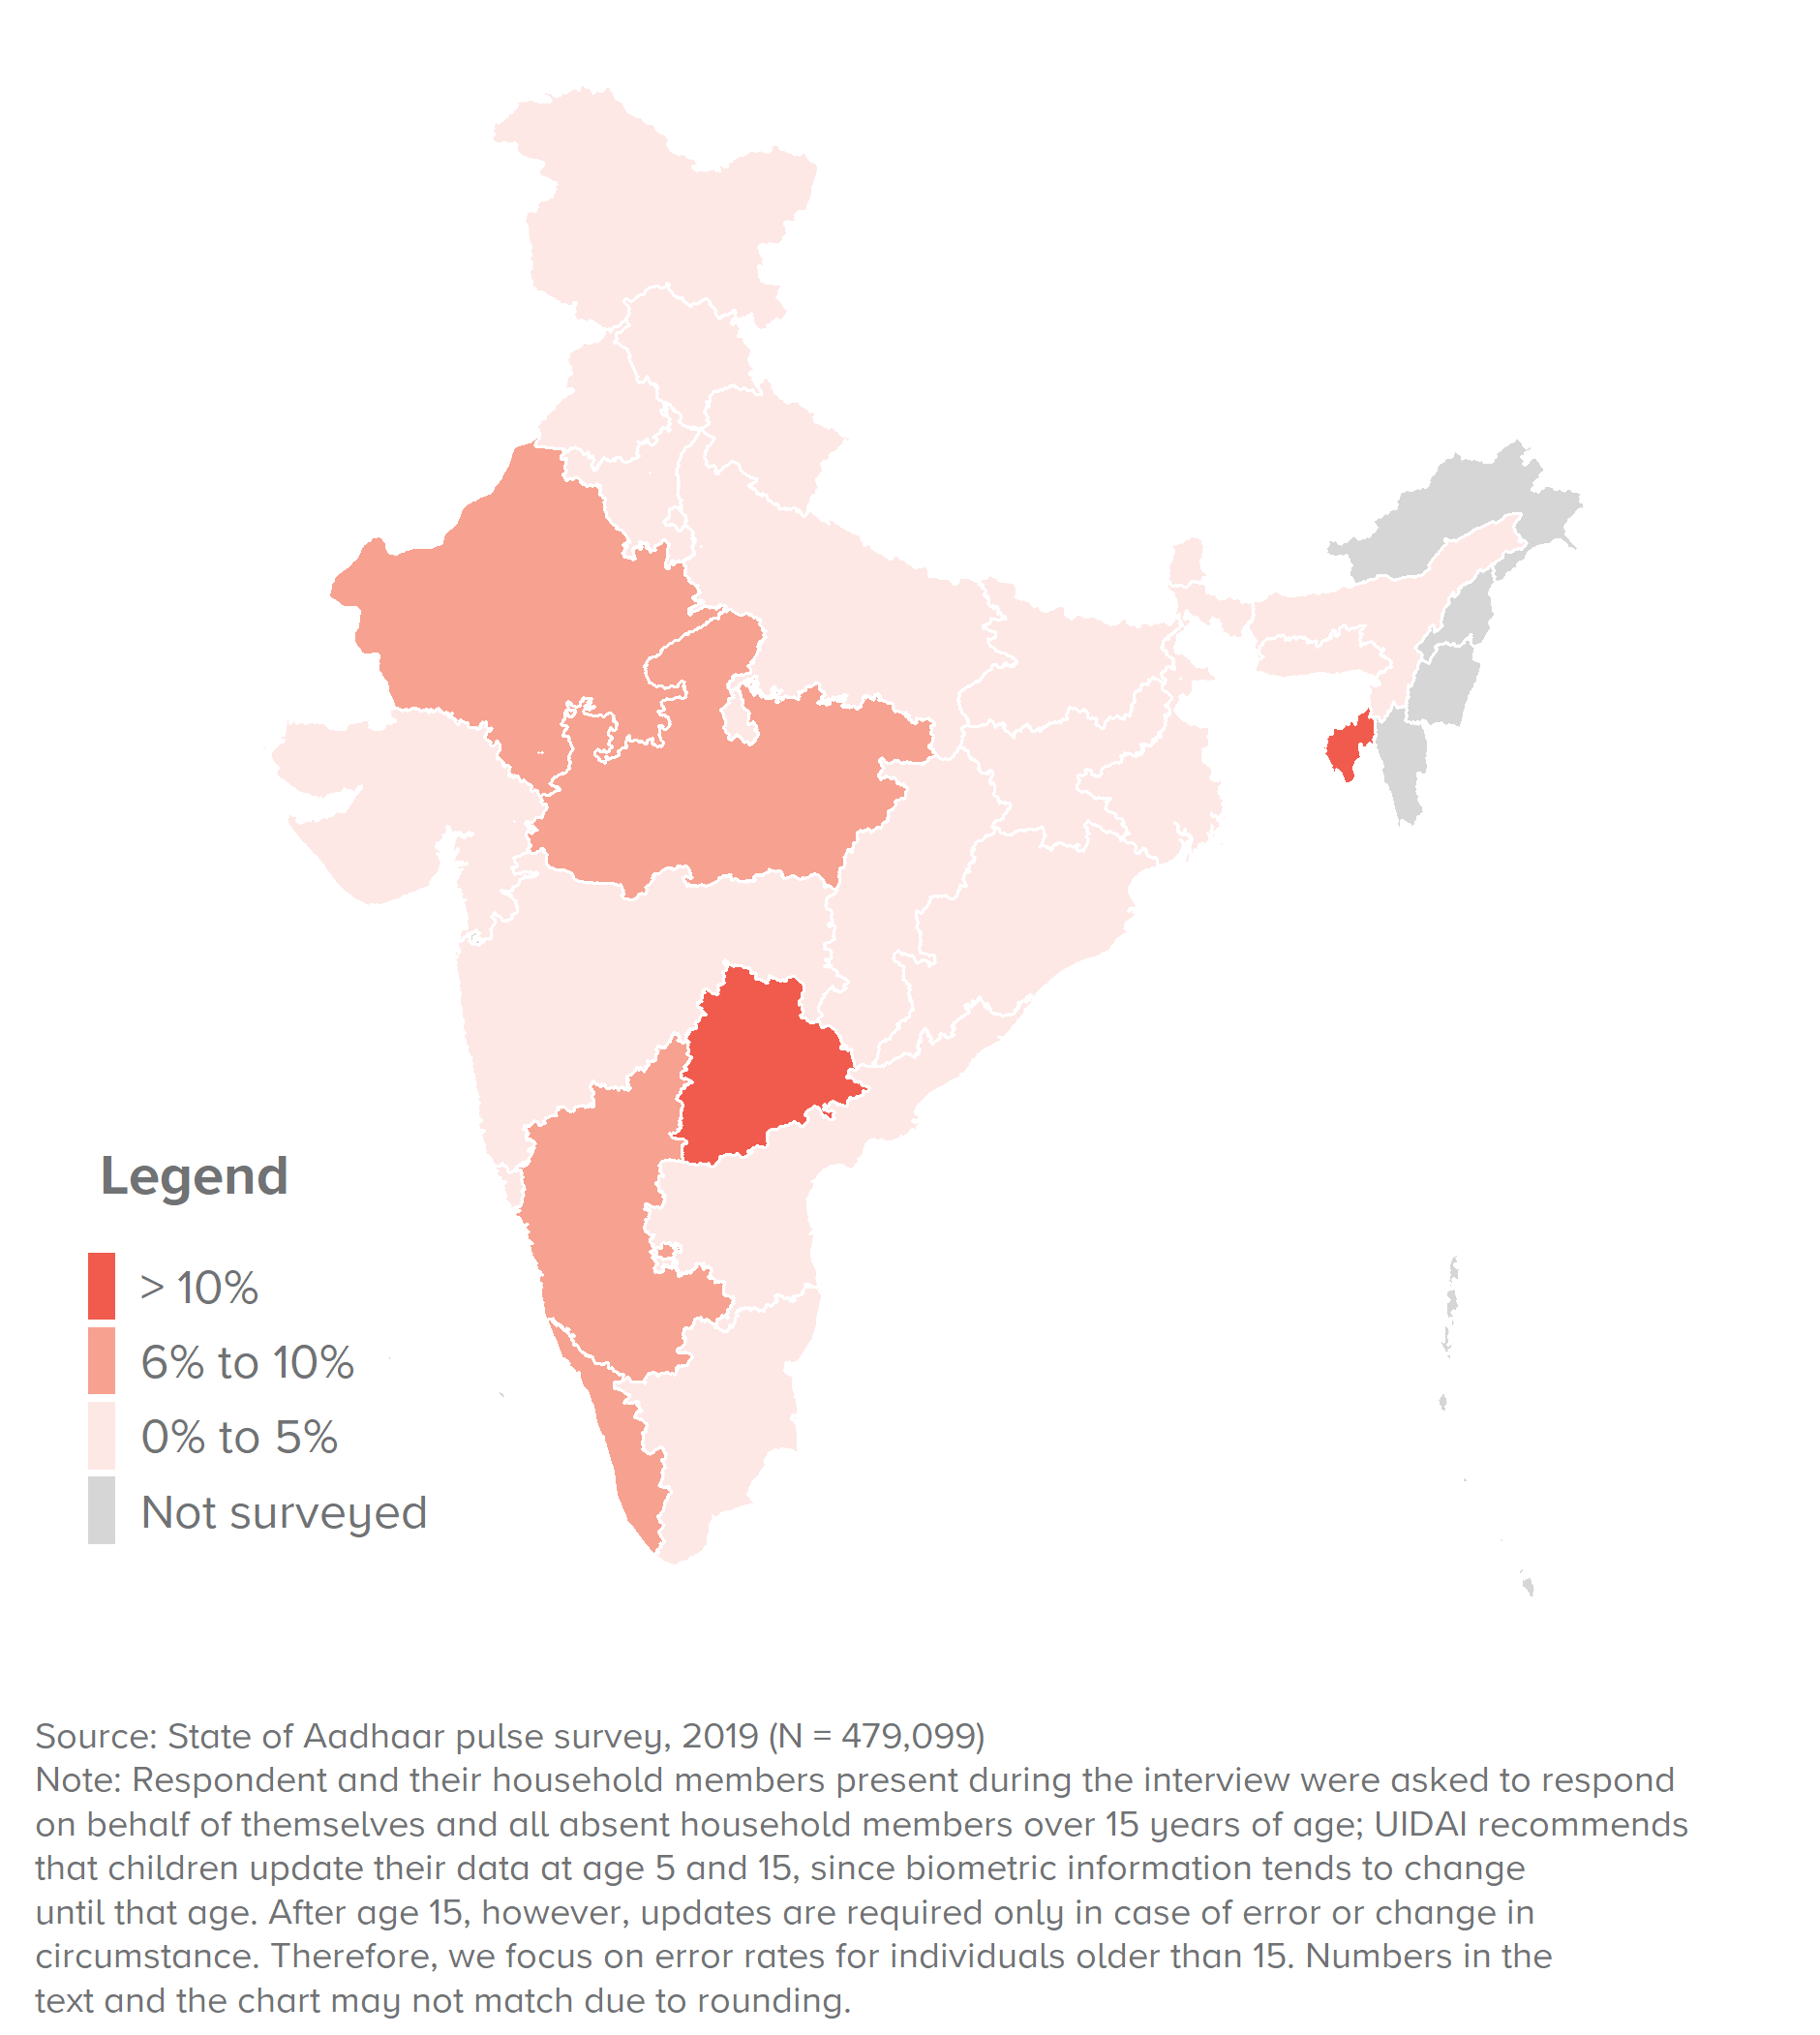 Legend
> 10%
6% to 10%
0% to 5%
Not surveyed
Source: State of Aadhaar pulse survey, 2019 (N = 479,099)
Note: Respondent and their household members present during the interview were asked to respond
on behalf of themselves and all absent household members over 15 years of age; UIDAI recommends
that children update their data at age 5 and 15, since biometric information tends to change
until that age. After age 15, however, updates are required only in case of error or change in
circumstance. Therefore, we focus on error rates for individuals older than 15. Numbers in the
text and the chart may not match due to rounding.